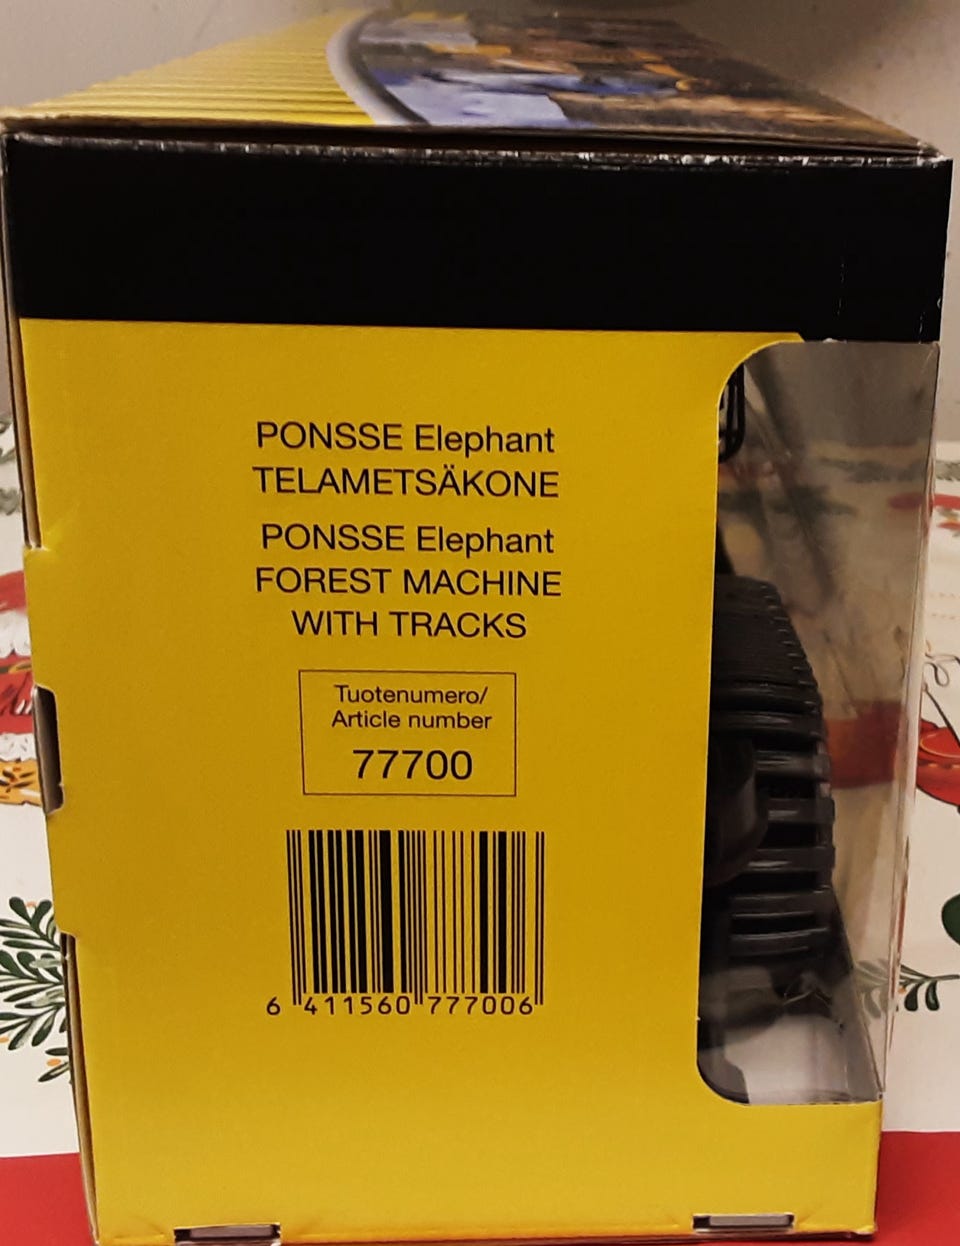 PONSSE Elephant
TELAMETSÄKONE
PONSSE Elephant
FOREST MACHINE
WITH TRACKS
Tuotenumero/
Article number
77700
6 411560 777006